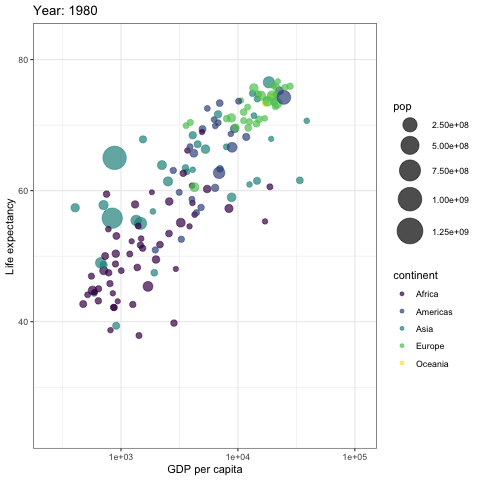 Year: 1980
80
60
40
Life expectancy
1e+03
1e+04
1e+05
GDP per capita
pop
2.50e+08
5.00e+08
7.50e+08
1.00e+09
1.25e+09
continent
Africa
Americas
Asia
Europe
Oceania